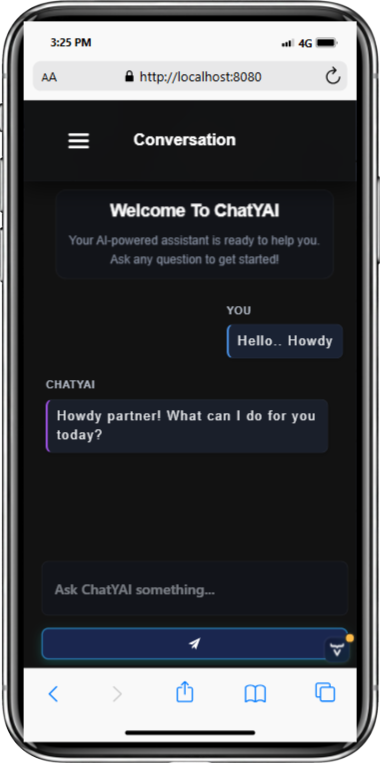 3:25 PM
4G
AA
http://localhost:8080
Conversation
Welcome To ChatYAI
Your AI-powered assistant is ready to help you.
Ask any question to get started!
YOU
Hello.. Howdy
CHATYAI
Howdy partner! What can I do for you
today?
Ask ChatYAI something...